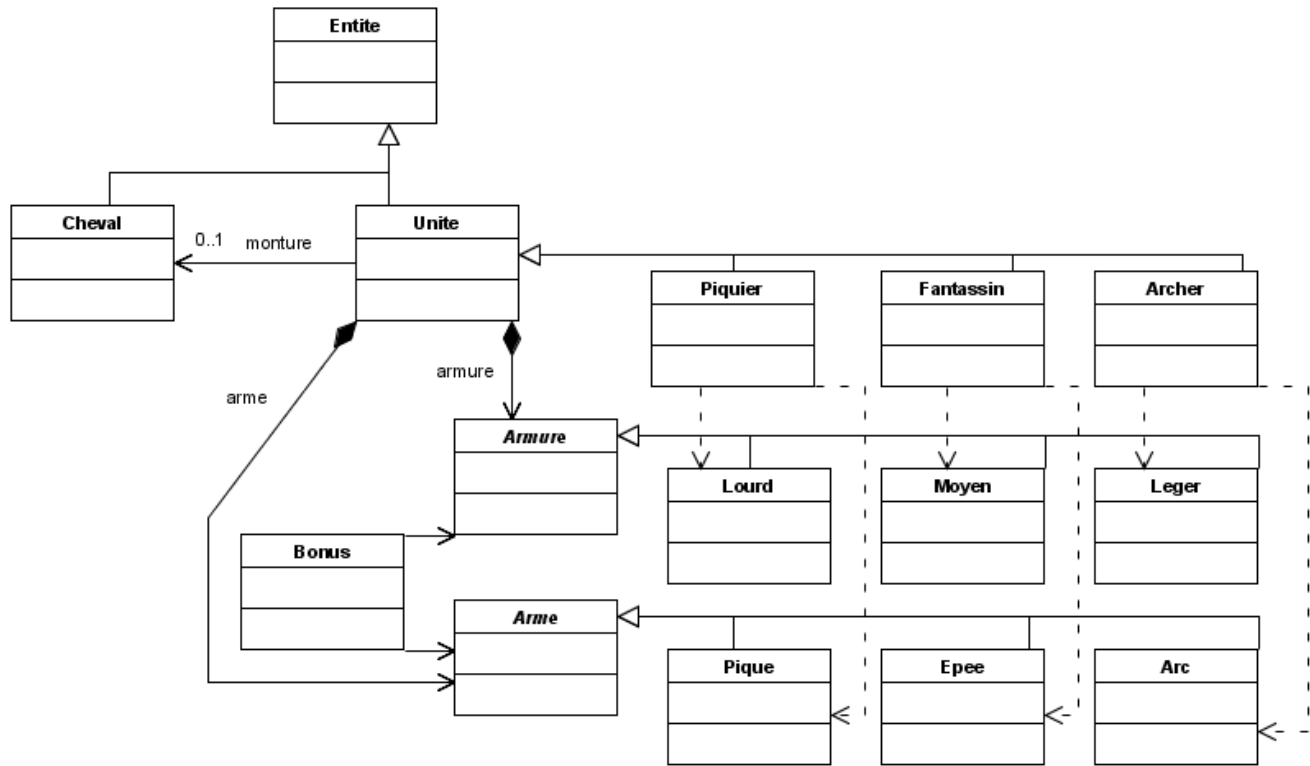 Entite
Cheval
Unite
0..1 monture
Piquier
Fantassin
Archer
armure
arme
Armure
Lourd
Moyen
Leger
Bonus
Arme
Pique
Epee
Arc